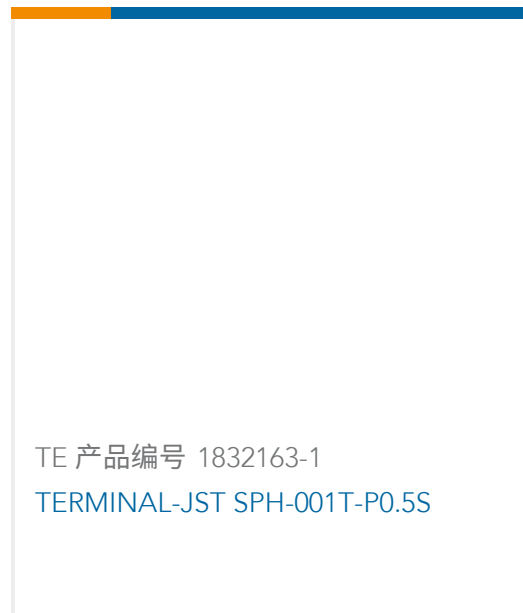 TE 产品编号 1832163-1
TERMINAL-JST SPH-001T-P0.5S